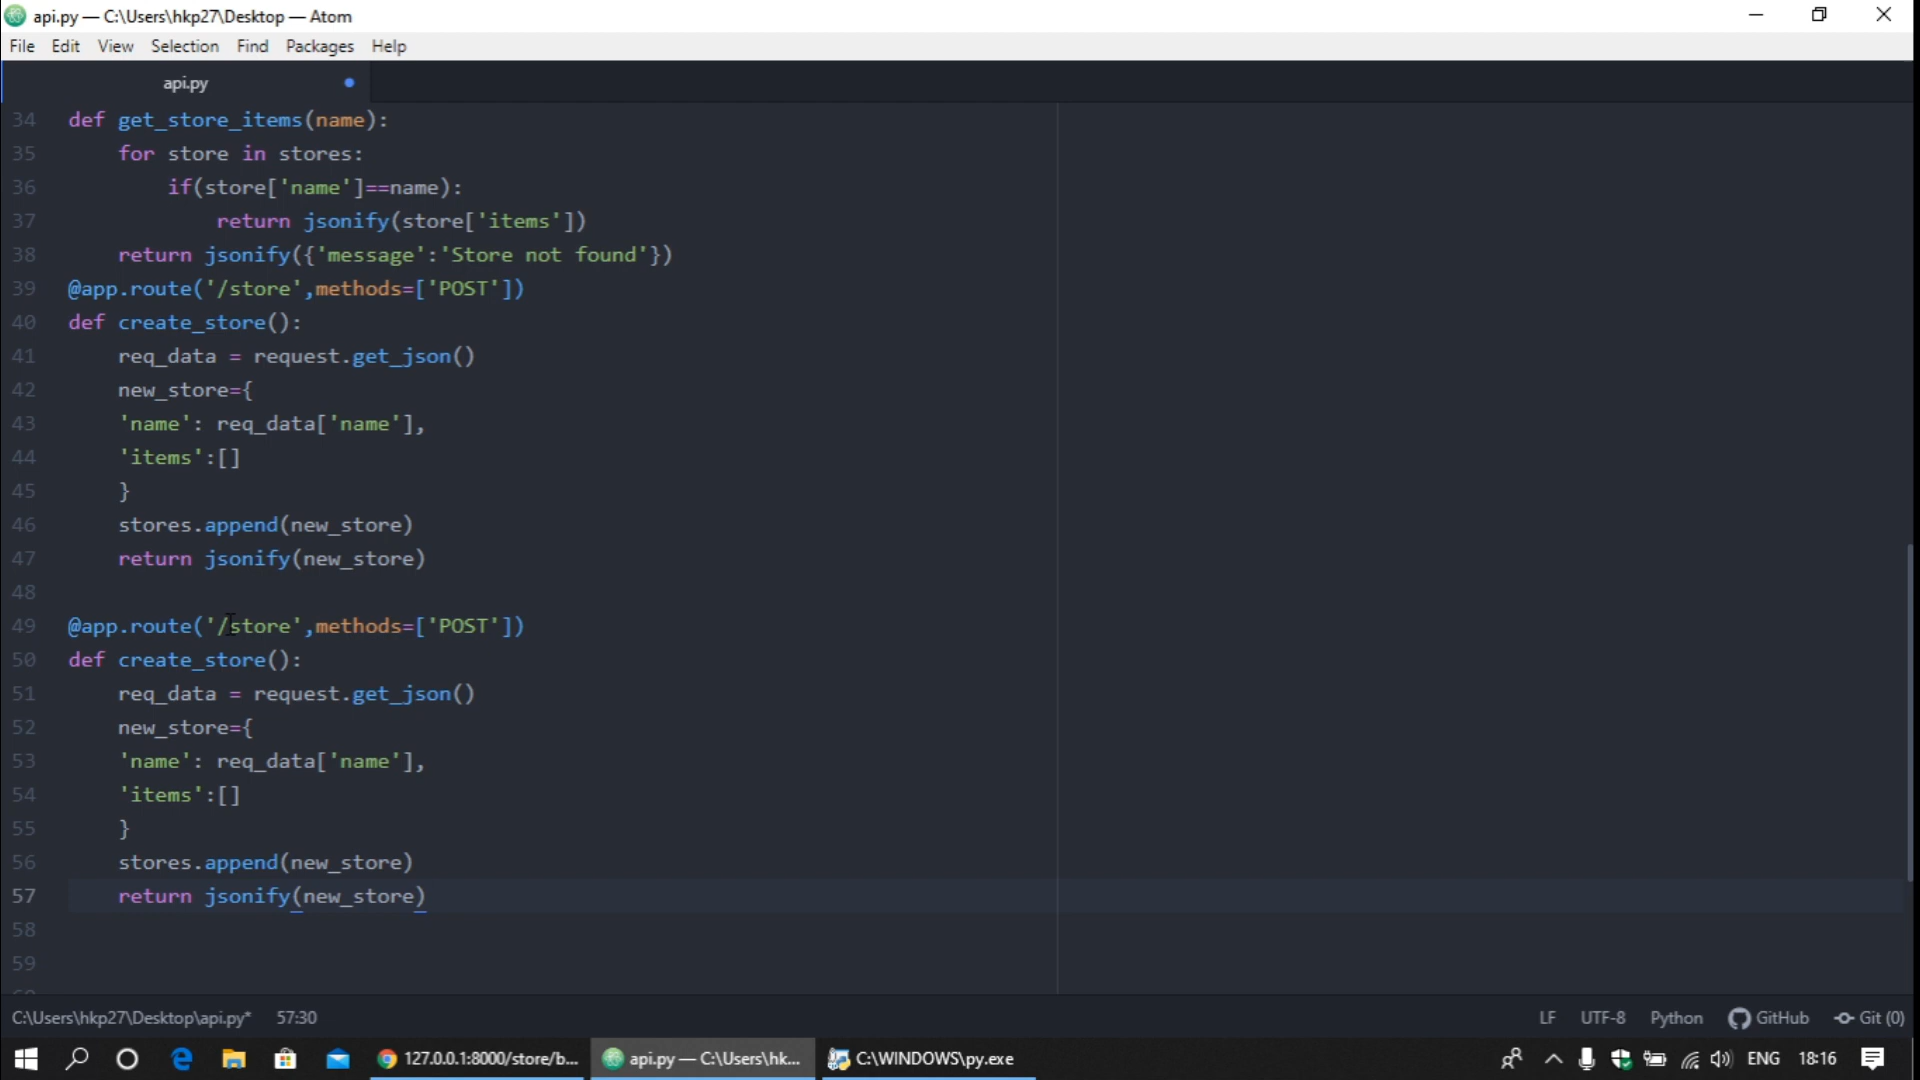 api.py — C:\Users\hkp27\Desktop — Atom
File Edit View Selection Find Packages Help
api.py
34 def get_store_items(name):
35 for store in stores:
36 if(store['name']==name):
37 return jsonify(store['items'])
38 return jsonify({'message':'Store not found'})
39 @app.route('/store',methods=['POST'])
40 def create_store():
41 req_data = request.get_json()
42 new_store={
43 'name': req_data['name'],
44 'items':[]
45 }
46 stores.append(new_store)
47 return jsonify(new_store)
48
49 @app.route('/store',methods=['POST'])
50 def create_store():
51 req_data = request.get_json()
52 new_store={
53 'name': req_data['name'],
54 'items':[]
55 }
56 stores.append(new_store)
57 return jsonify(new_store)
58
59
C:\Users\hkp27\Desktop\api.py* 57:30 LF UTF-8 Python GitHub Git (0)
127.0.0.1:8000/store/b... api.py — C:\Users\hk... C:\WINDOWS\py.exe ENG 18:16